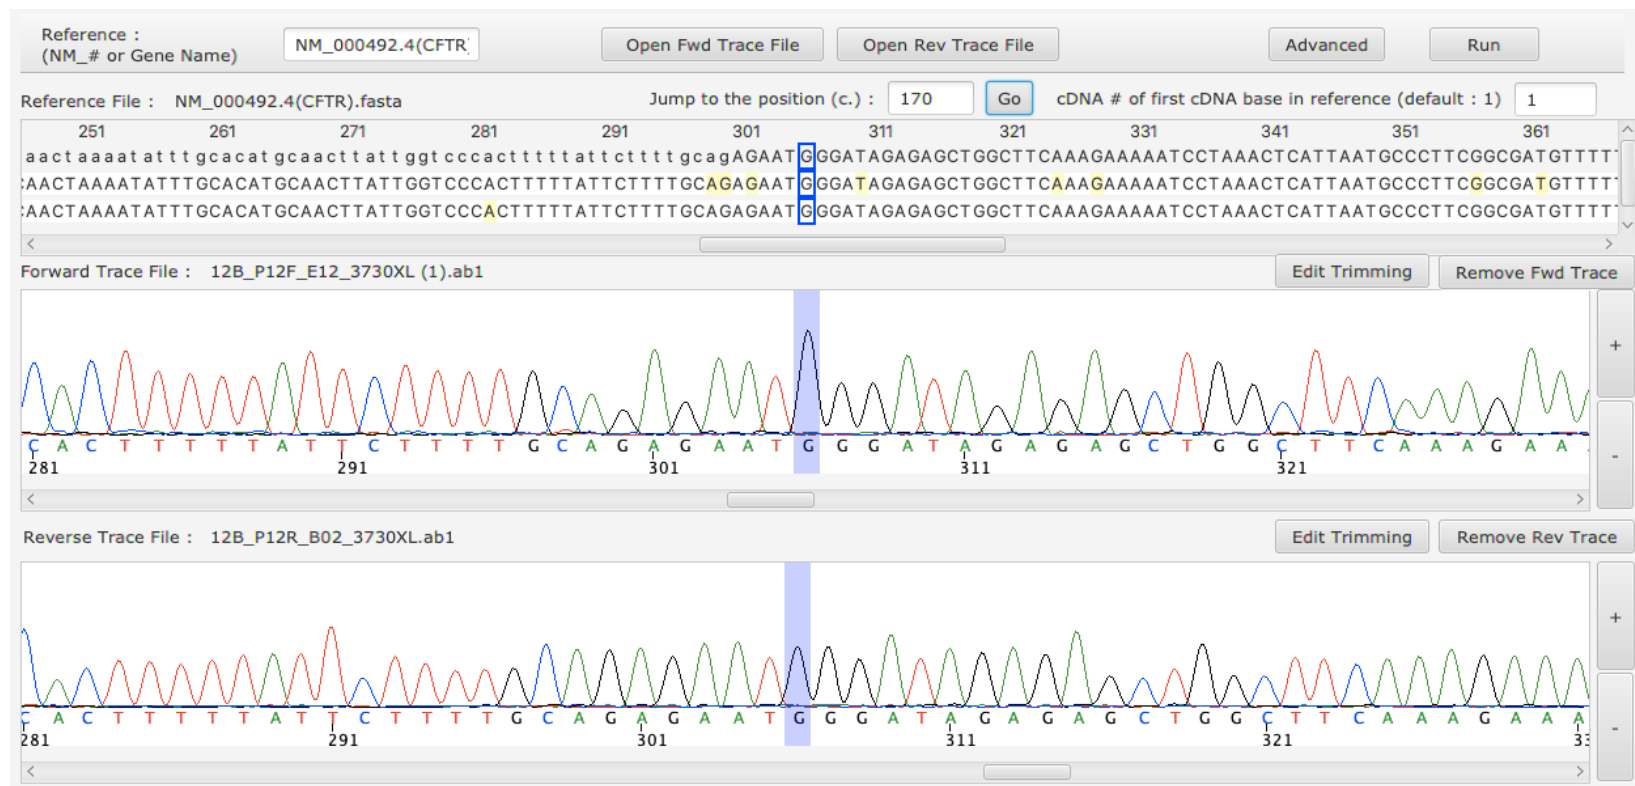 Reference :
(NM_# or Gene Name)
NM_000492.4(CFTR)
Open Fwd Trace File
Open Rev Trace File
Advanced
Run
Reference File : NM_000492.4(CFTR).fasta
Jump to the position (c.) : 170 Go cDNA # of first cDNA base in reference (default : 1) 1
251 261 271 281 291 301 311 321 331 341 351 361
aactaaaatatttgcacatgcaacttattggtcccactttttattcttttgcagAGAATGGGATAGAGAGCTGGCTTCAAAGAAAAATCCTAAACTCATTAATGCCCTTCGGCGATGTTTTT
AACTAAAATATTTGCACATGCAACTTATTGGTCCCACTTTTTATTCTTTTGCAGAGAATGGGATAGAGAGCTGGCTTCAAAGAAAAATCCTAAACTCATTAATGCCCTTCGGCGATGTTTTT
AACTAAAATATTTGCACATGCAACTTATTGGTCCCACTTTTTATTCTTTTGCAGAGAATGGGATAGAGAGCTGGCTTCAAAGAAAAATCCTAAACTCATTAATGCCCTTCGGCGATGTTTTT
Forward Trace File : 12B_P12F_E12_3730XL (1).ab1
Edit Trimming
Remove Fwd Trace
+
C A C T T T T T A T T C T T T T G C A G A G A A T G G G A T A G A G A G C T G G C T T C A A A G A A
-
281 291 301 311 321
Reverse Trace File : 12B_P12R_B02_3730XL.ab1
Edit Trimming
Remove Rev Trace
+
C A C T T T T T A T T C T T T T G C A G A G A A T G G G A T A G A G A G C T G G C T T C A A A G A A A
-
281 291 301 311 321